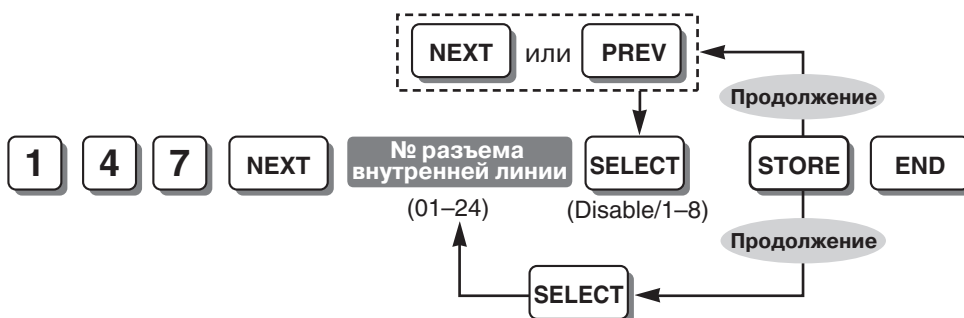 NEXT или PREV
Продолжение
1 4 7 NEXT № разъема внутренней линии SELECT STORE END
(01–24) (Disable/1–8)
Продолжение
SELECT